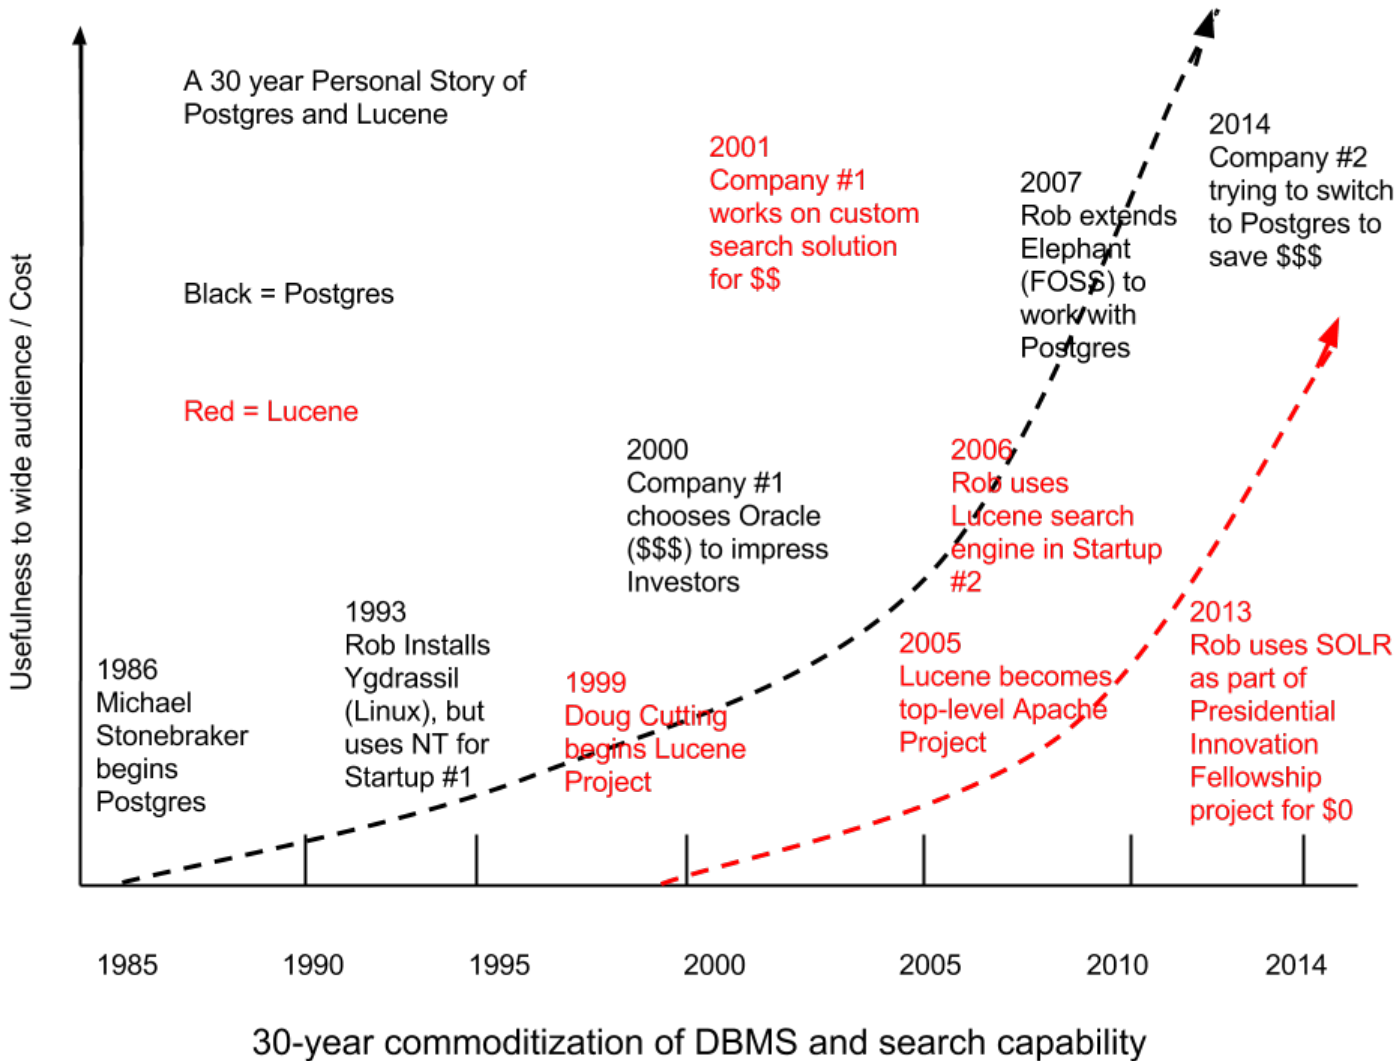 A 30 year Personal Story of
Postgres and Lucene
Black = Postgres
Red = Lucene
Usefulness to wide audience / Cost
1986
Michael
Stonebraker
begins
Postgres
1993
Rob Installs
Ygdrassil
(Linux), but
uses NT for
Startup #1
1999
Doug Cutting
begins Lucene
Project
2000
Company #1
chooses Oracle
($$$) to impress
Investors
2001
Company #1
works on custom
search solution
for $$
2005
Lucene becomes
top-level Apache
Project
2006
Rob uses
Lucene search
engine in Startup
#2
2007
Rob extends
Elephant
(FOSS) to
work with
Postgres
2013
Rob uses SOLR
as part of
Presidential
Innovation
Fellowship
project for $0
2014
Company #2
trying to switch
to Postgres to
save $$$
1985 1990 1995 2000 2005 2010 2014
30-year commoditization of DBMS and search capability